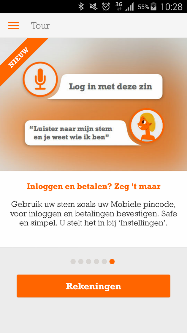 3G 55% 10:28
Tour
NIEUW
Log in met deze zin
"Luister naar mijn stem
en je weet wie ik ben"
Inloggen en betalen? Zeg 't maar
Gebruik uw stem zoals uw Mobiele pincode,
voor inloggen en betalingen bevestigen. Safe
en simpel. U stelt het in bij 'Instellingen'.
Rekeningen